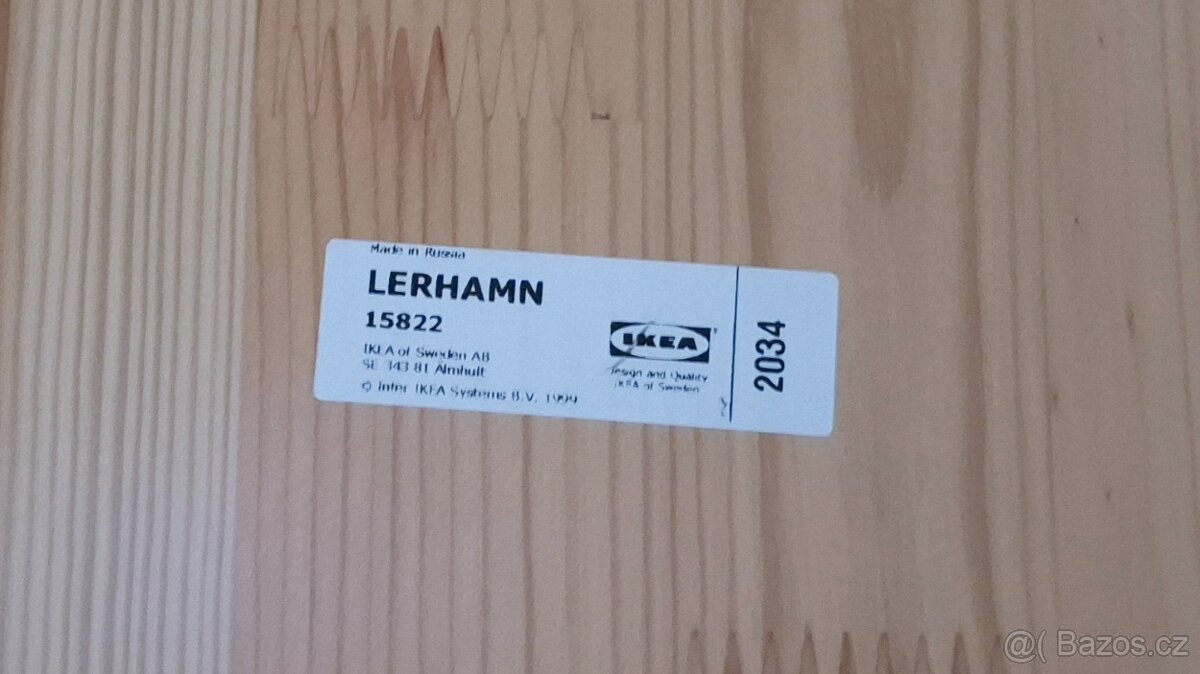 Made in Russia
LERHAMN
15822
IKEA of Sweden AB
SE 343 81 Älmhult
© Inter IKEA Systems B.V. 1999
IKEA
Design and Quality
IKEA of Sweden
2034
@( Bazos.cz